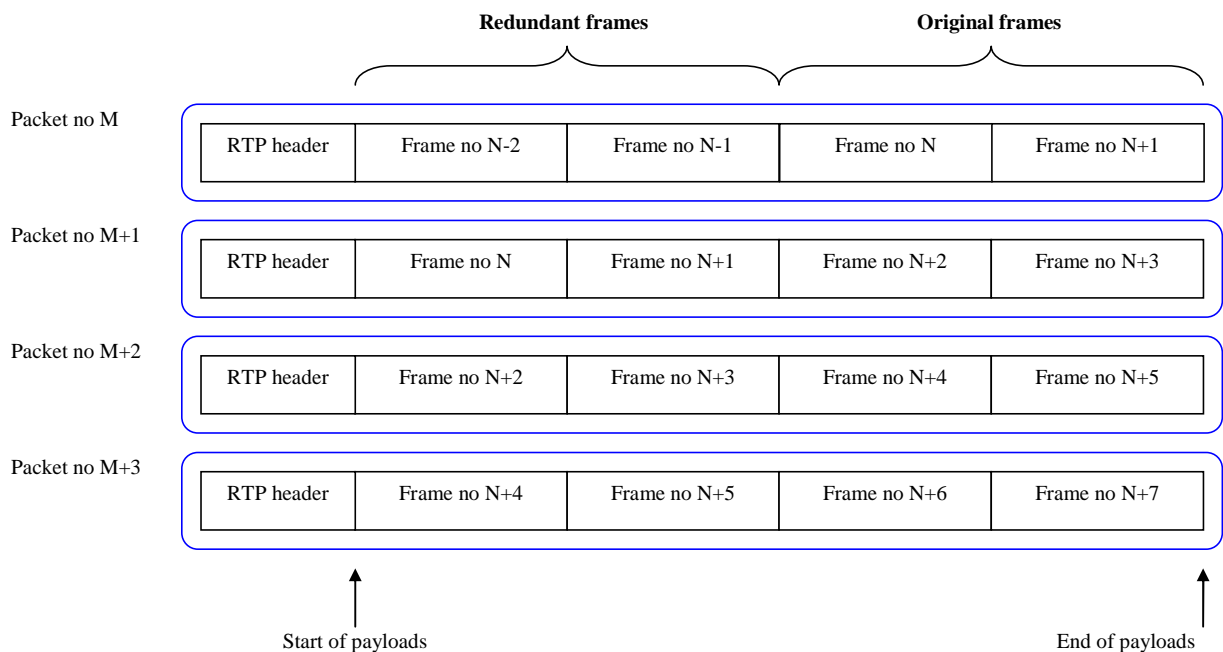 Redundant frames Original frames
Packet no M
RTP header Frame no N-2 Frame no N-1 Frame no N Frame no N+1
Packet no M+1
RTP header Frame no N Frame no N+1 Frame no N+2 Frame no N+3
Packet no M+2
RTP header Frame no N+2 Frame no N+3 Frame no N+4 Frame no N+5
Packet no M+3
RTP header Frame no N+4 Frame no N+5 Frame no N+6 Frame no N+7
Start of payloads End of payloads